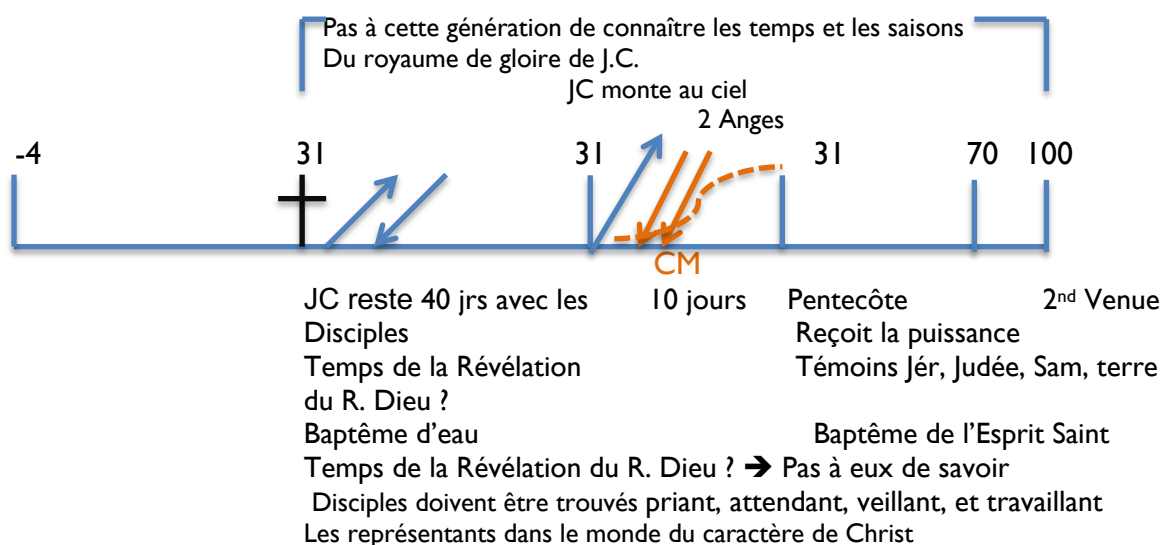 Pas à cette génération de connaître les temps et les saisons
Du royaume de gloire de J.C.
JC monte au ciel
2 Anges
-4 31 31 31 70 100
CM
JC reste 40 jrs avec les 10 jours Pentecôte 2nd Venue
Disciples Reçoit la puissance
Temps de la Révélation Témoins Jér, Judée, Sam, terre
du R. Dieu ?
Baptême d'eau Baptême de l'Esprit Saint
Temps de la Révélation du R. Dieu ? ➔ Pas à eux de savoir
Disciples doivent être trouvés priant, attendant, veillant, et travaillant
Les représentants dans le monde du caractère de Christ